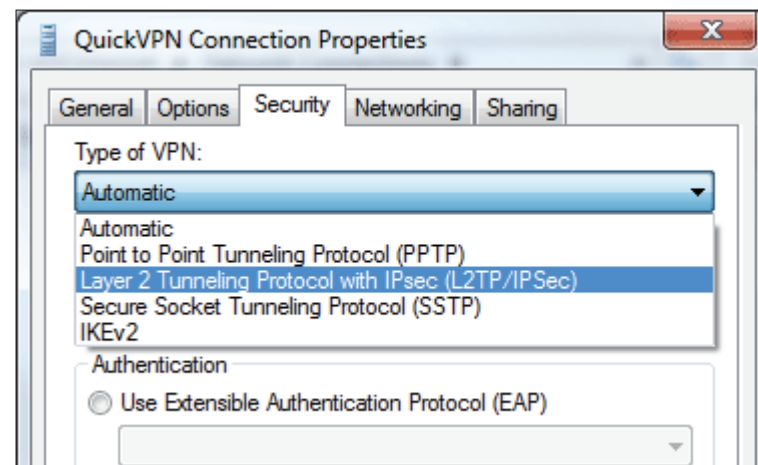 QuickVPN Connection Properties
General Options Security Networking Sharing
Type of VPN:
Automatic
Automatic
Point to Point Tunneling Protocol (PPTP)
Layer 2 Tunneling Protocol with IPsec (L2TP/IPSec)
Secure Socket Tunneling Protocol (SSTP)
IKEv2
Authentication
Use Extensible Authentication Protocol (EAP)